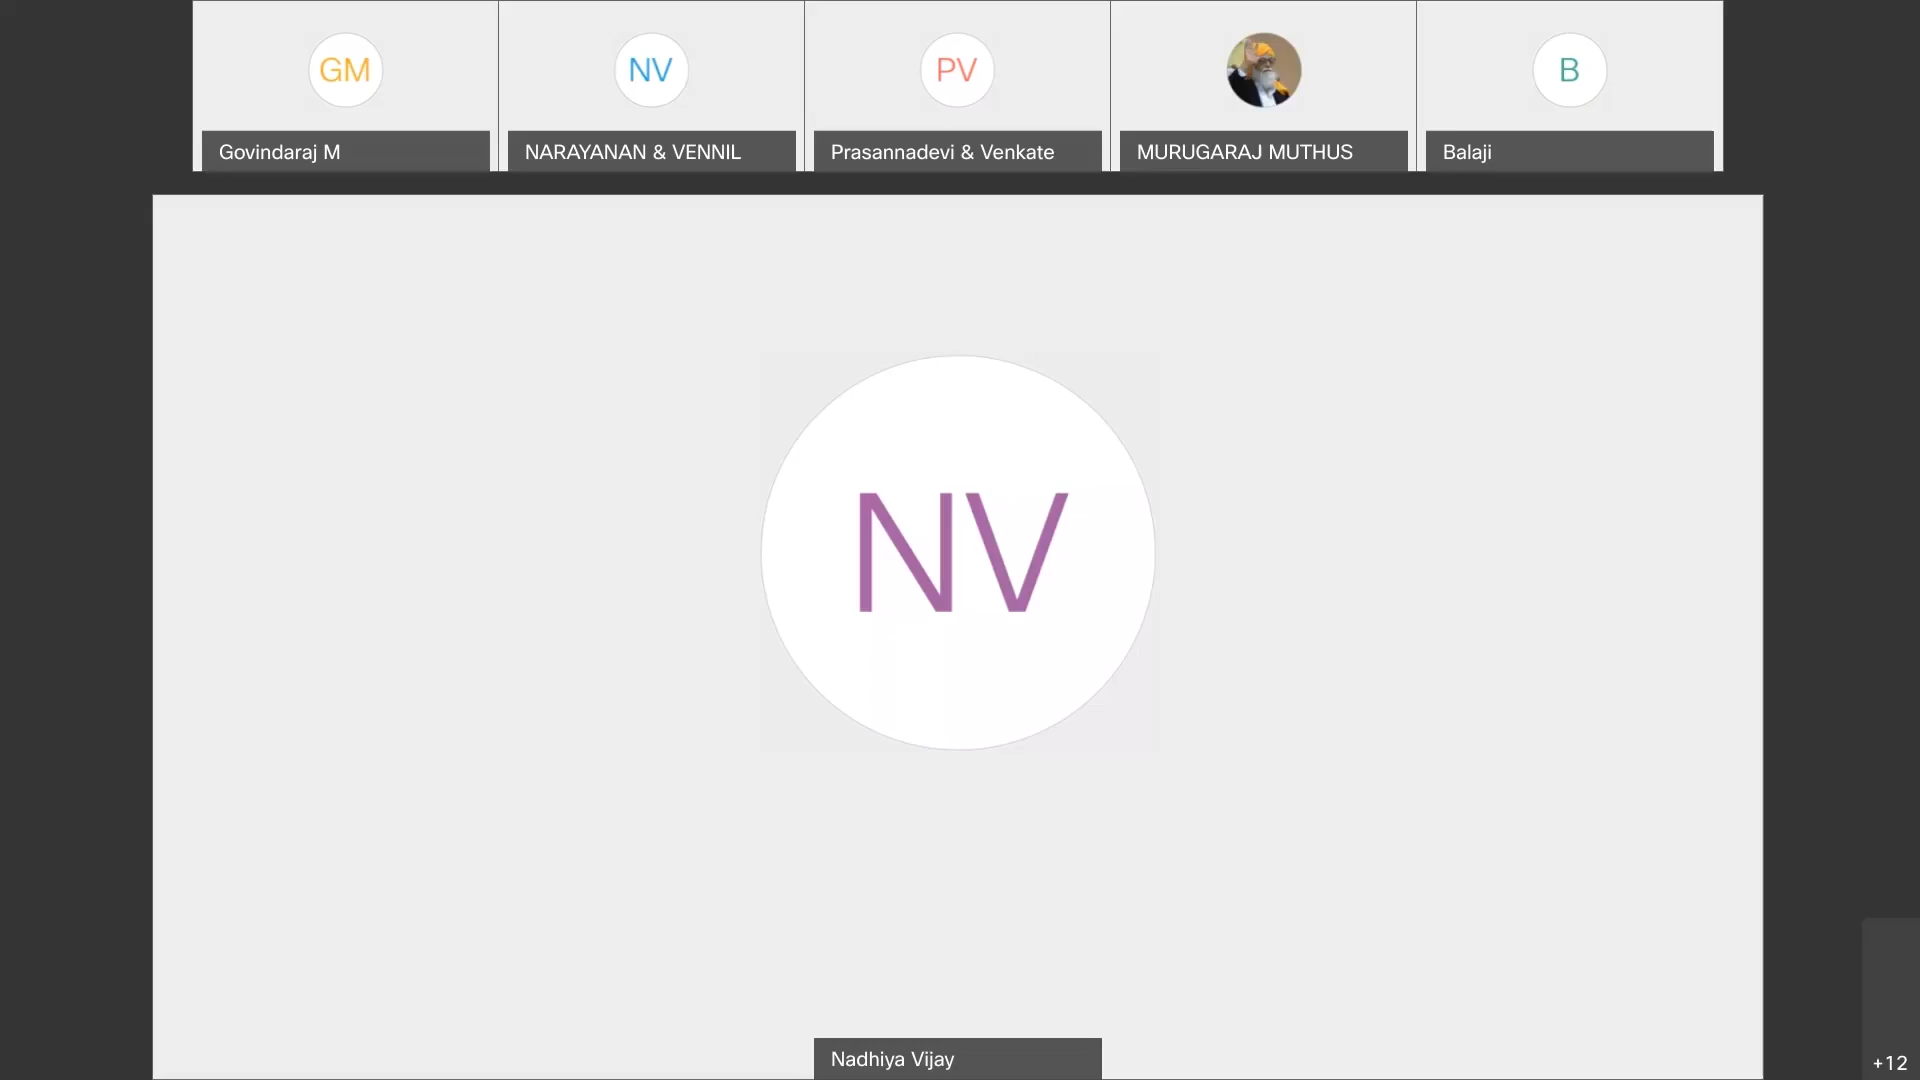 GM
NV
PV
B
Govindaraj M
NARAYANAN & VENNIL
Prasannadevi & Venkate
MURUGARAJ MUTHUS
Balaji
NV
Nadhiya Vijay
+12